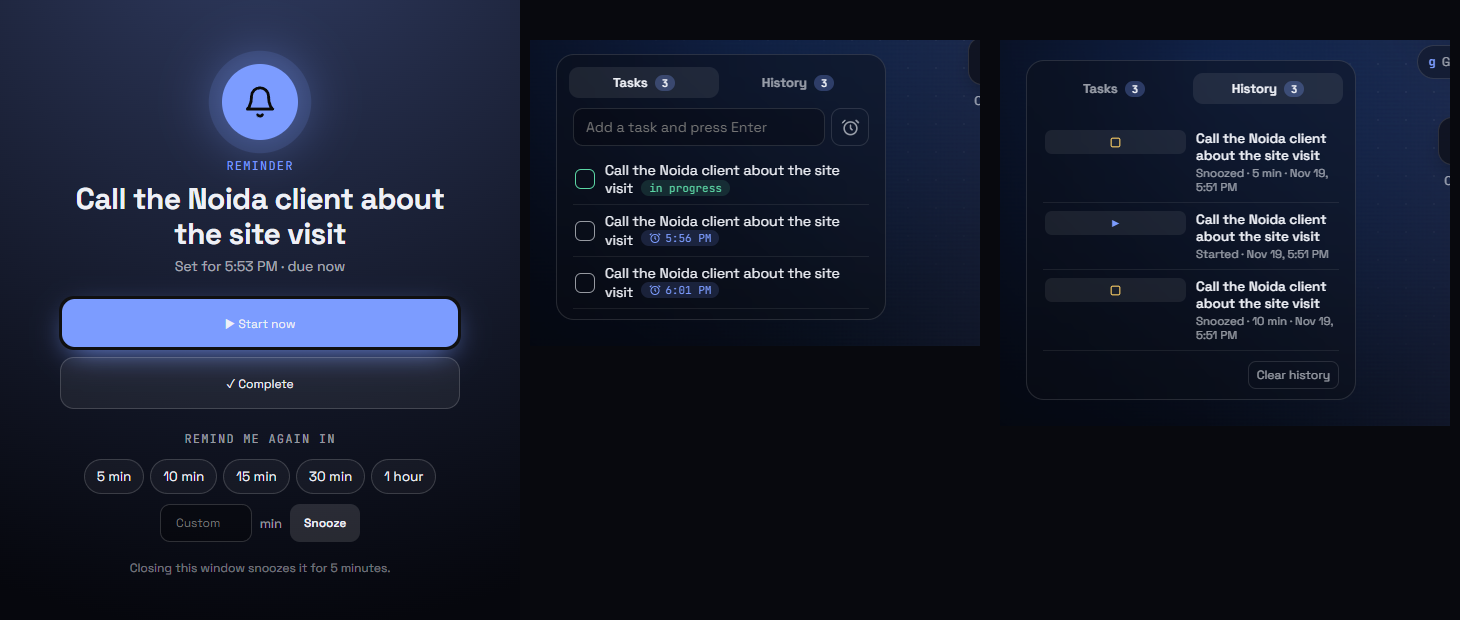 REMINDER
Call the Noida client about
the site visit
Set for 5:53 PM · due now
▶ Start now
✓ Complete
REMIND ME AGAIN IN
5 min 10 min 15 min 30 min 1 hour
Custom min Snooze
Closing this window snoozes it for 5 minutes.
Tasks 3 History 3
Add a task and press Enter
Call the Noida client about the site
visit in progress
Call the Noida client about the site
visit 5:56 PM
Call the Noida client about the site
visit 6:01 PM
Tasks 3 History 3
Call the Noida client
about the site visit
Snoozed · 5 min · Nov 19,
5:51 PM
Call the Noida client
about the site visit
Started · Nov 19, 5:51 PM
Call the Noida client
about the site visit
Snoozed · 10 min · Nov 19,
5:51 PM
Clear history
g G